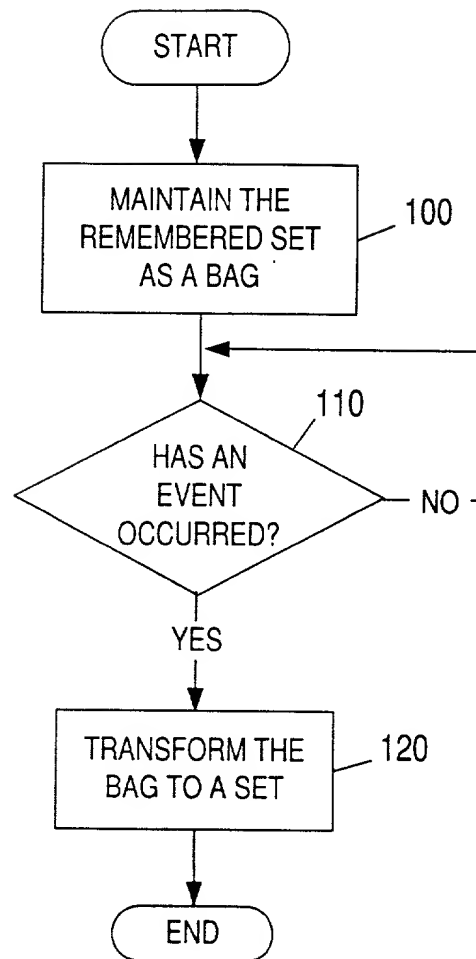 START
MAINTAIN THE
REMEMBERED SET
AS A BAG
100
110
HAS AN
EVENT
OCCURRED?
NO
YES
TRANSFORM THE
BAG TO A SET
120
END